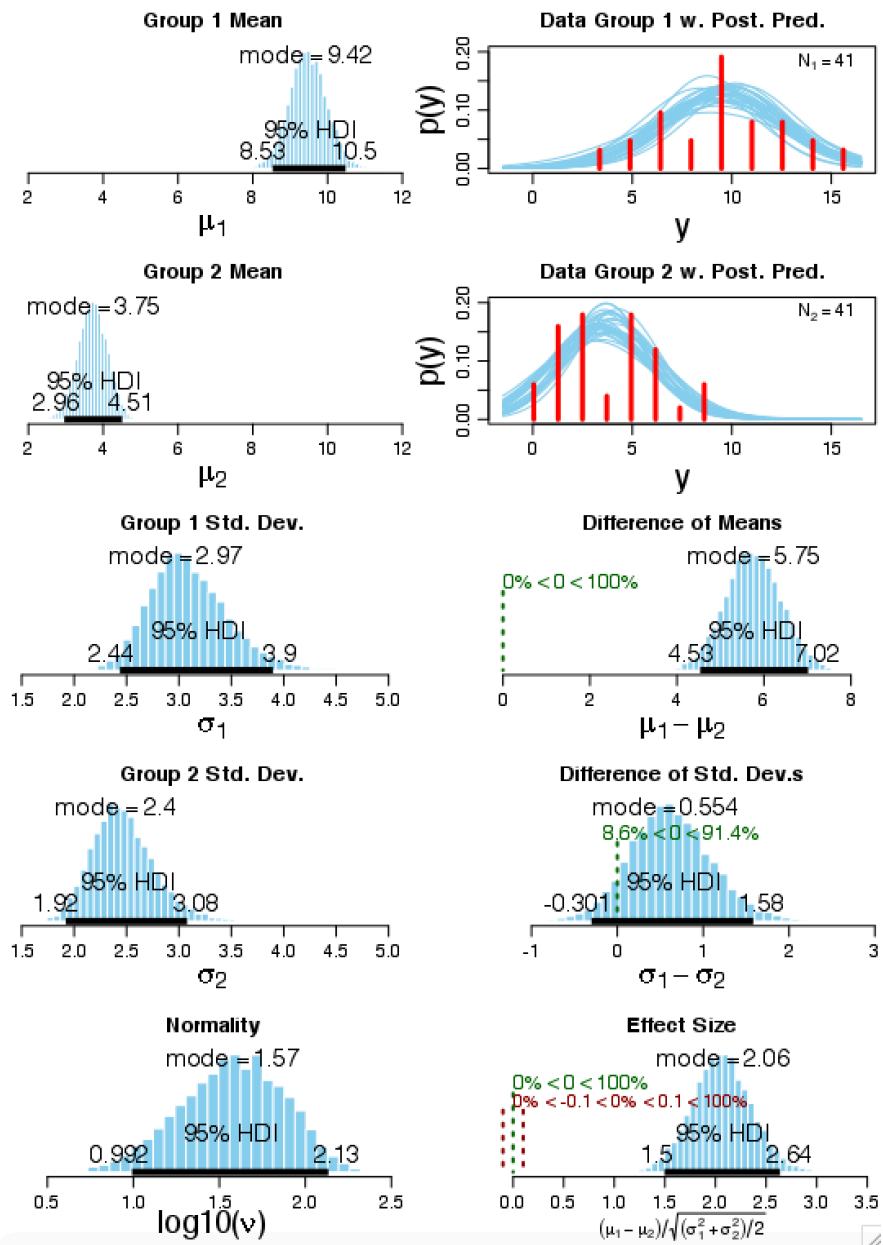 Group 1 Mean
mode = 9.42
95% HDI
8.53 10.5
2 4 6 8 10 12
μ1
Data Group 1 w. Post. Pred.
N1 = 41
p(y)
0.00 0.10 0.20
0 5 10 15
y
Group 2 Mean
mode = 3.75
95% HDI
2.96 4.51
2 4 6 8 10 12
μ2
Data Group 2 w. Post. Pred.
N2 = 41
p(y)
0.00 0.10 0.20
0 5 10 15
y
Group 1 Std. Dev.
mode = 2.97
95% HDI
2.44 3.9
1.5 2.0 2.5 3.0 3.5 4.0 4.5 5.0
σ1
Difference of Means
mode = 5.75
0% < 0 < 100%
95% HDI
4.53 7.02
0 2 4 6 8
μ1 − μ2
Group 2 Std. Dev.
mode = 2.4
95% HDI
1.92 3.08
1.5 2.0 2.5 3.0 3.5 4.0 4.5 5.0
σ2
Difference of Std. Dev.s
mode = 0.554
8.6% < 0 < 91.4%
95% HDI
-0.301 1.58
-1 0 1 2 3
σ1 − σ2
Normality
mode = 1.57
95% HDI
0.992 2.13
0.5 1.0 1.5 2.0 2.5
log10(ν)
Effect Size
mode = 2.06
0% < 0 < 100%
0% < -0.1 < 0% < 0.1 < 100%
95% HDI
1.5 2.64
0.0 0.5 1.0 1.5 2.0 2.5 3.0 3.5
(μ1 − μ2)/√(σ1² + σ2²)/2